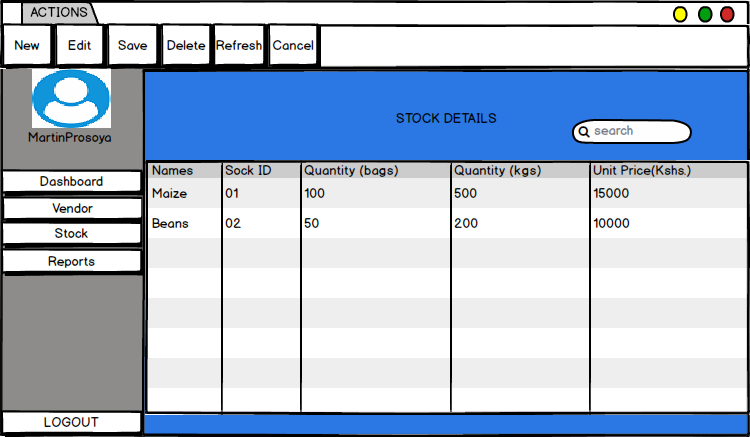 ACTIONS
New Edit Save Delete Refresh Cancel
MartinProsoya
Dashboard
Vendor
Stock
Reports
LOGOUT
STOCK DETAILS
search
Names Sock ID Quantity (bags) Quantity (kgs) Unit Price(Kshs.)
Maize 01 100 500 15000
Beans 02 50 200 10000